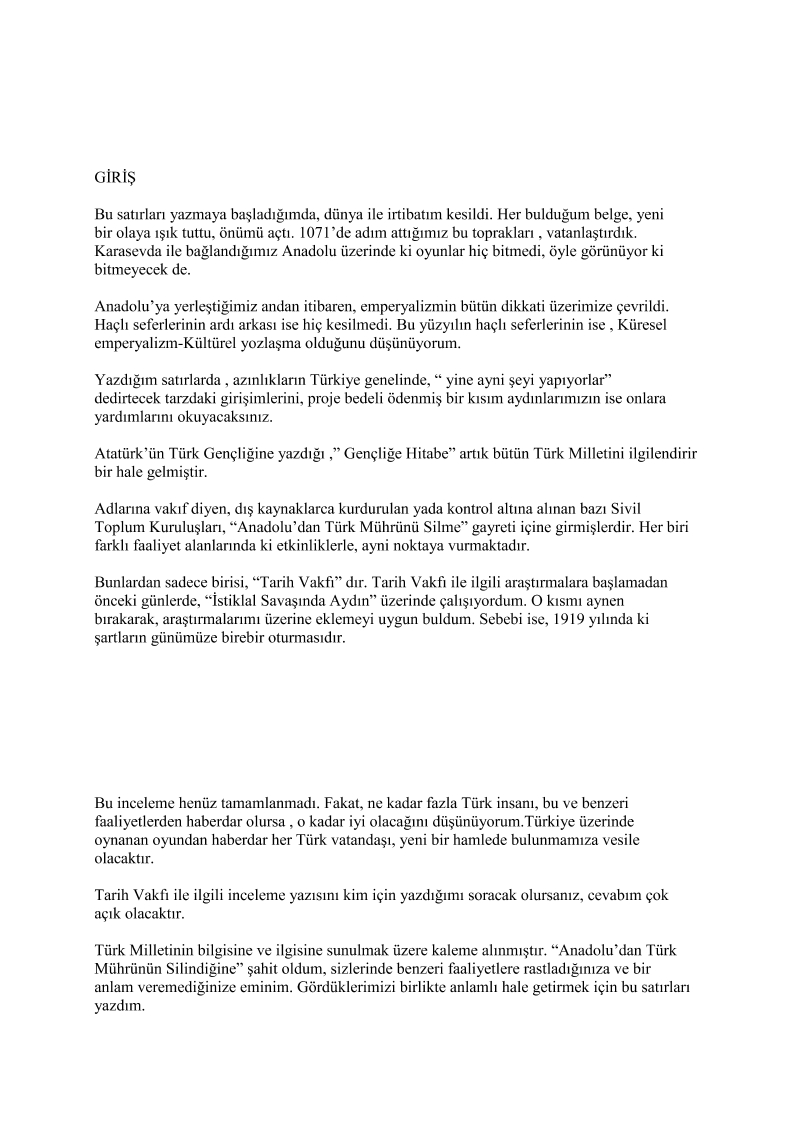 GİRİŞ
Bu satırları yazmaya başladığımda, dünya ile irtibatım kesildi. Her bulduğum belge, yeni
bir olaya ışık tuttu, önümü açtı. 1071’de adım attığımız bu toprakları , vatanlaştırdık.
Karasevda ile bağlandığımız Anadolu üzerinde ki oyunlar hiç bitmedi, öyle görünüyor ki
bitmeyecek de.
Anadolu’ya yerleştiğimiz andan itibaren, emperyalizmin bütün dikkati üzerimize çevrildi.
Haçlı seferlerinin ardı arkası ise hiç kesilmedi. Bu yüzyılın haçlı seferlerinin ise , Küresel
emperyalizm-Kültürel yozlaşma olduğunu düşünüyorum.
Yazdığım satırlarda , azınlıkların Türkiye genelinde, “ yine ayni şeyi yapıyorlar”
dedirtecek tarzdaki girişimlerini, proje bedeli ödenmiş bir kısım aydınlarımızın ise onlara
yardımlarını okuyacaksınız.
Atatürk’ün Türk Gençliğine yazdığı ,” Gençliğe Hitabe” artık bütün Türk Milletini ilgilendirir
bir hale gelmiştir.
Adlarına vakıf diyen, dış kaynaklarca kurdurulan yada kontrol altına alınan bazı Sivil
Toplum Kuruluşları, “Anadolu’dan Türk Mührünü Silme” gayreti içine girmişlerdir. Her biri
farklı faaliyet alanlarında ki etkinliklerle, ayni noktaya vurmaktadır.
Bunlardan sadece birisi, “Tarih Vakfı” dır. Tarih Vakfı ile ilgili araştırmalara başlamadan
önceki günlerde, “İstiklal Savaşında Aydın” üzerinde çalışıyordum. O kısmı aynen
bırakarak, araştırmalarımı üzerine eklemeyi uygun buldum. Sebebi ise, 1919 yılında ki
şartların günümüze birebir oturmasıdır.
Bu inceleme henüz tamamlanmadı. Fakat, ne kadar fazla Türk insanı, bu ve benzeri
faaliyetlerden haberdar olursa , o kadar iyi olacağını düşünüyorum.Türkiye üzerinde
oynanan oyundan haberdar her Türk vatandaşı, yeni bir hamlede bulunmamıza vesile
olacaktır.
Tarih Vakfı ile ilgili inceleme yazısını kim için yazdığımı soracak olursanız, cevabım çok
açık olacaktır.
Türk Milletinin bilgisine ve ilgisine sunulmak üzere kaleme alınmıştır. “Anadolu’dan Türk
Mührünün Silindiğine” şahit oldum, sizlerinde benzeri faaliyetlere rastladığınıza ve bir
anlam veremediğinize eminim. Gördüklerimizi birlikte anlamlı hale getirmek için bu satırları
yazdım.